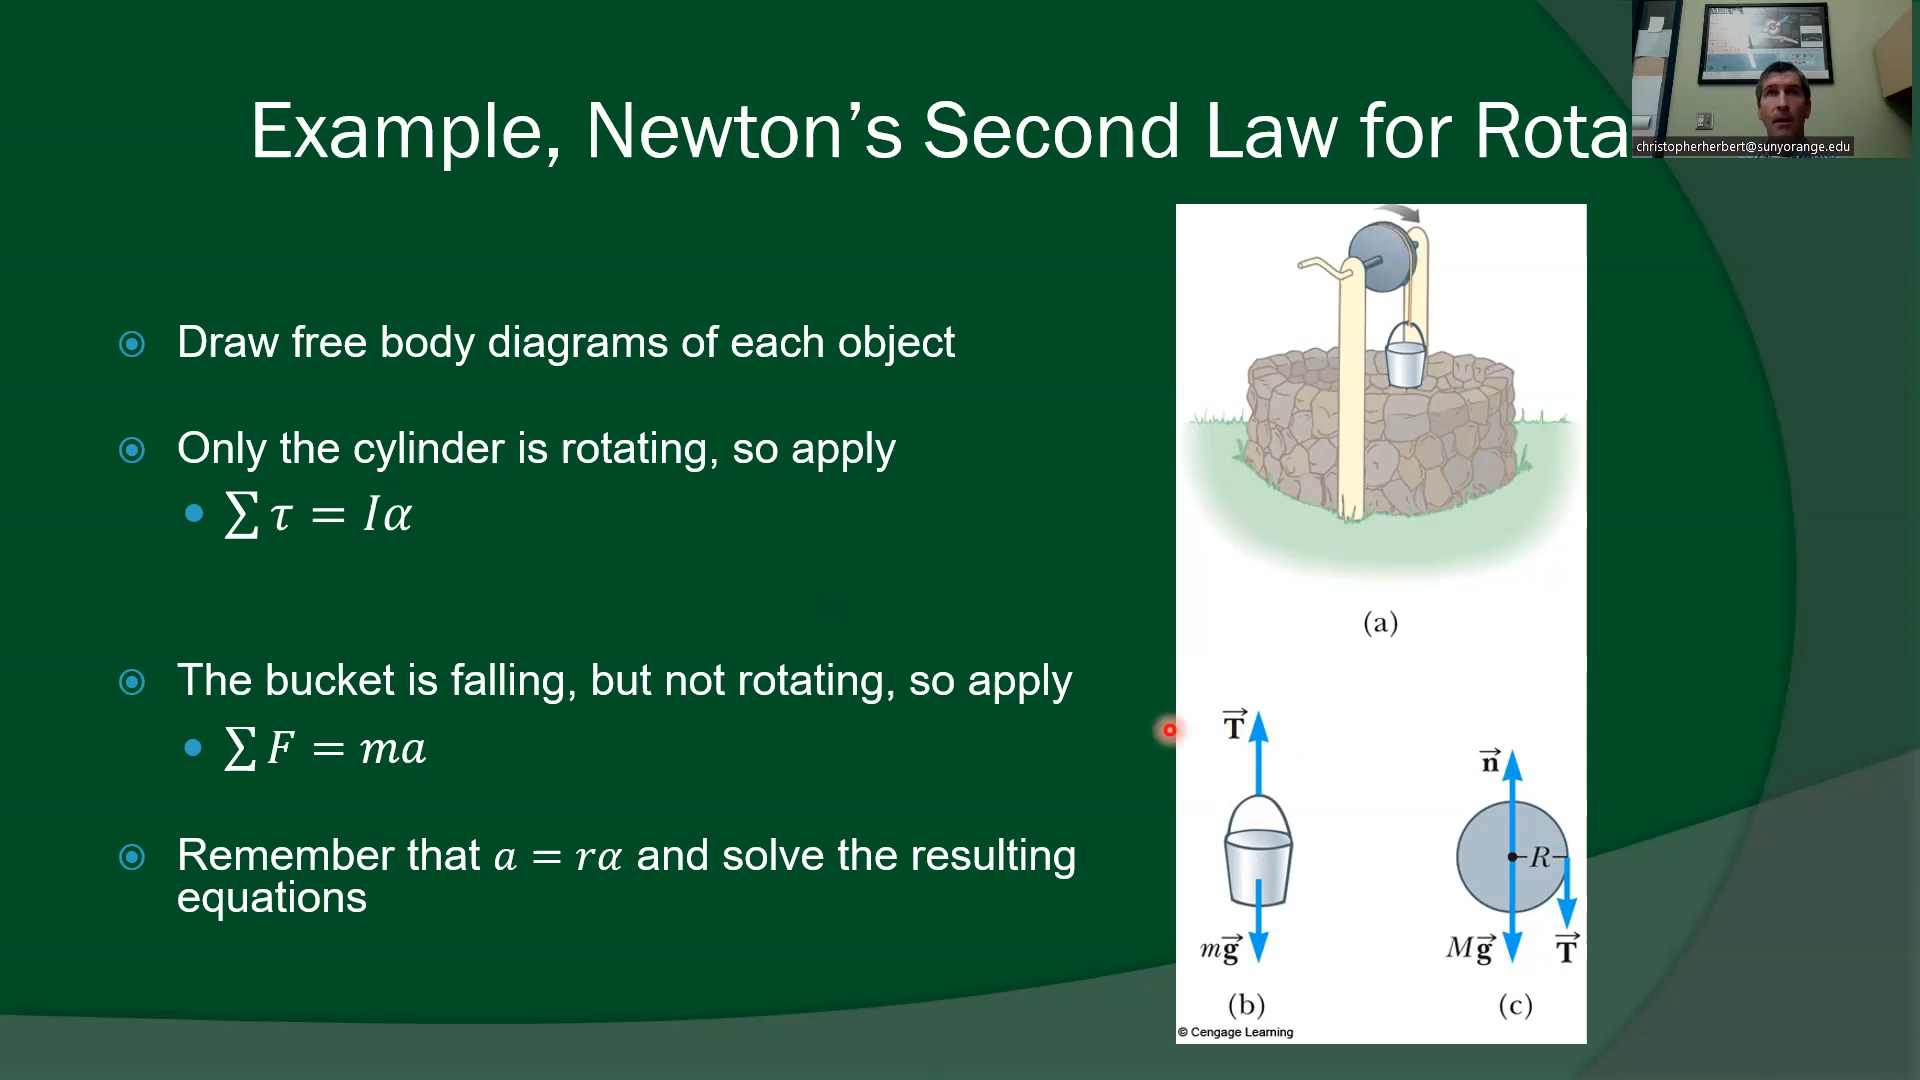 Example, Newton’s Second Law for Rota
christopherherbert@sunyorange.edu
Draw free body diagrams of each object
Only the cylinder is rotating, so apply
∑ τ = Iα
The bucket is falling, but not rotating, so apply
∑ F = ma
Remember that a = rα and solve the resulting
equations
(a)
T⃗
mg⃗
(b)
n⃗
R
Mg⃗
T⃗
(c)
© Cengage Learning